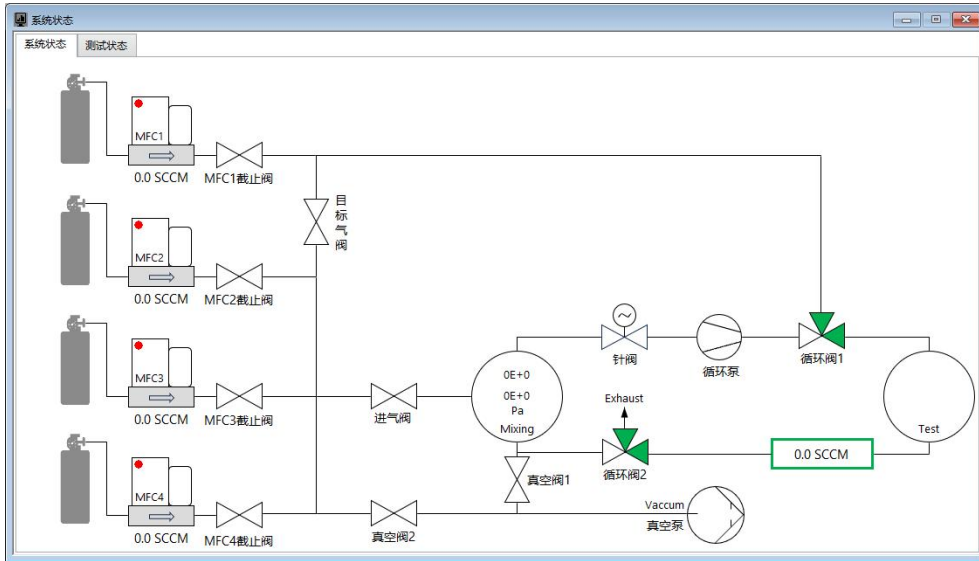 系统状态
系统状态
测试状态
MFC1
0.0 SCCM
MFC1截止阀
目标气阀
MFC2
0.0 SCCM
MFC2截止阀
MFC3
0.0 SCCM
MFC3截止阀
进气阀
0E+0
0E+0
Pa
Mixing
针阀
循环泵
循环阀1
Exhaust
循环阀2
0.0 SCCM
Test
MFC4
0.0 SCCM
MFC4截止阀
真空阀2
真空阀1
Vaccum
真空泵